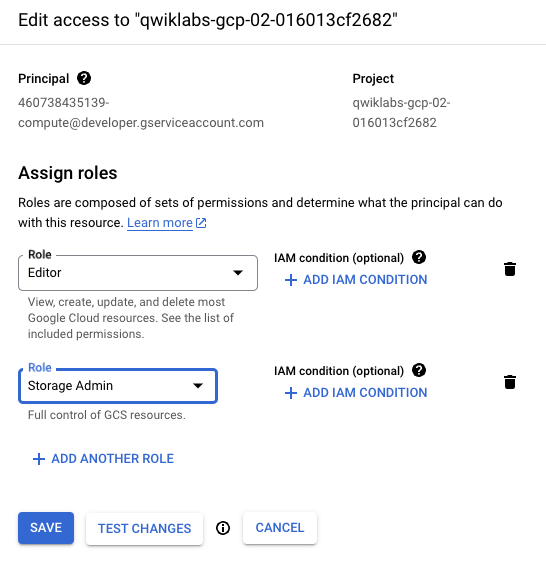 Edit access to "qwiklabs-gcp-02-016013cf2682"
Principal
Project
460738435139-
compute@developer.gserviceaccount.com
qwiklabs-gcp-02-
016013cf2682
Assign roles
Roles are composed of sets of permissions and determine what the principal can do
with this resource. Learn more
Role
Editor
IAM condition (optional)
ADD IAM CONDITION
View, create, update, and delete most
Google Cloud resources. See the list of
included permissions.
Role
Storage Admin
IAM condition (optional)
ADD IAM CONDITION
Full control of GCS resources.
ADD ANOTHER ROLE
SAVE
TEST CHANGES
CANCEL